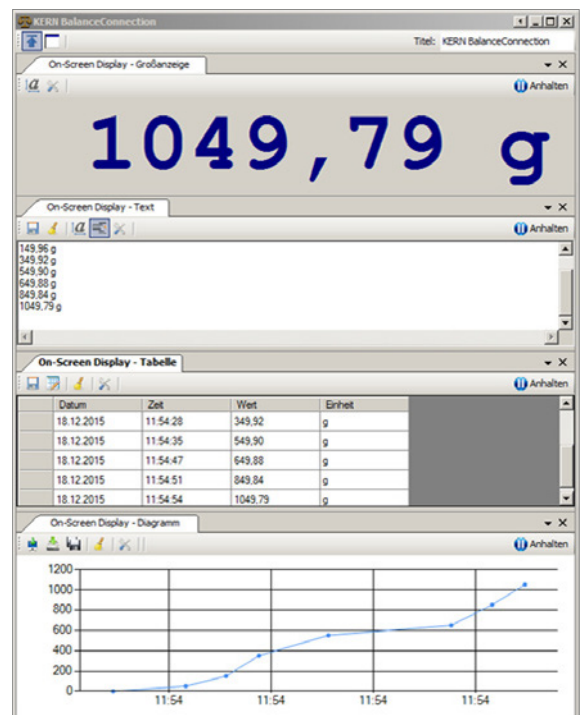 KERN BalanceConnection
Titel: KERN BalanceConnection
On-Screen Display - Großanzeige
Anhalten
1049,79 g
On-Screen Display - Text
Anhalten
149,96 g
349,92 g
549,90 g
649,88 g
849,84 g
1049,79 g
On-Screen Display - Tabelle
Anhalten
Datum Zeit Wert Einheit
18.12.2015 11:54:28 349,92 g
18.12.2015 11:54:35 549,90 g
18.12.2015 11:54:47 649,88 g
18.12.2015 11:54:51 849,84 g
18.12.2015 11:54:54 1049,79 g
On-Screen Display - Diagramm
Anhalten
1200
1000
800
600
400
200
0
11:54 11:54 11:54 11:54